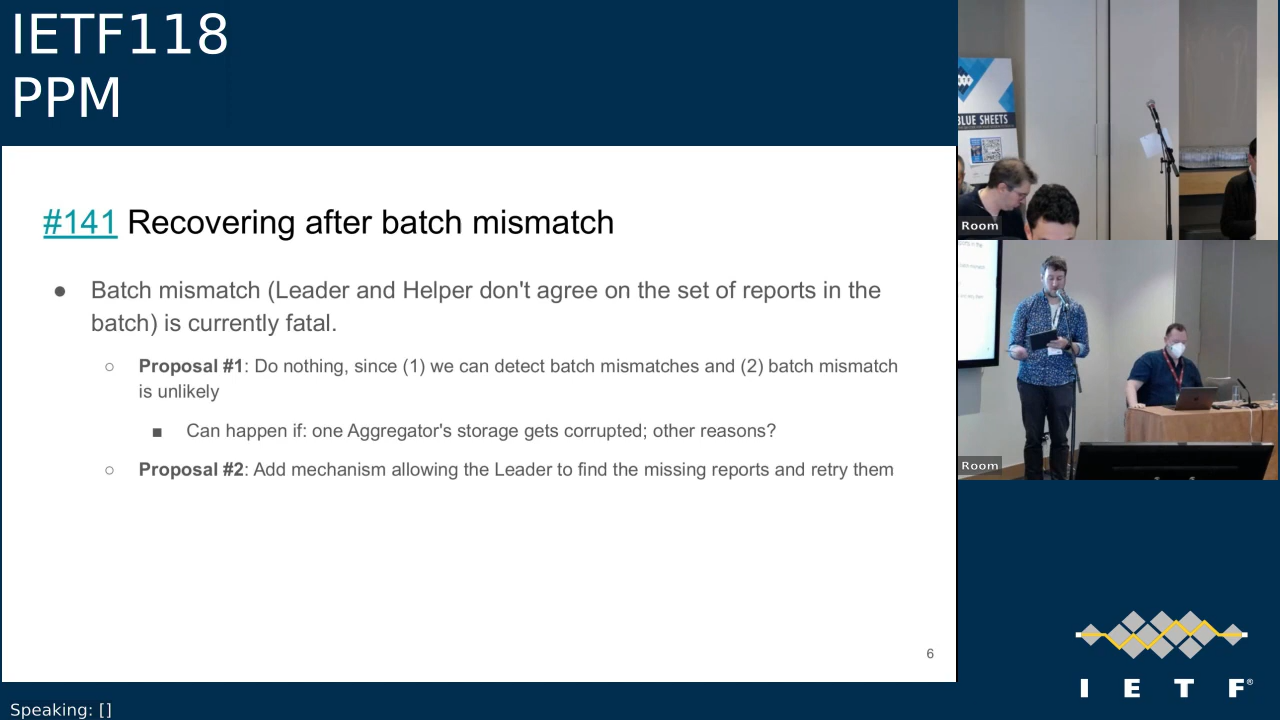 IETF118
PPM
#141 Recovering after batch mismatch
● Batch mismatch (Leader and Helper don't agree on the set of reports in the
batch) is currently fatal.
○ Proposal #1: Do nothing, since (1) we can detect batch mismatches and (2) batch mismatch
is unlikely
■ Can happen if: one Aggregator's storage gets corrupted; other reasons?
○ Proposal #2: Add mechanism allowing the Leader to find the missing reports and retry them
6
BLUE SHEETS
Room
Room
I E T F®
Speaking: []